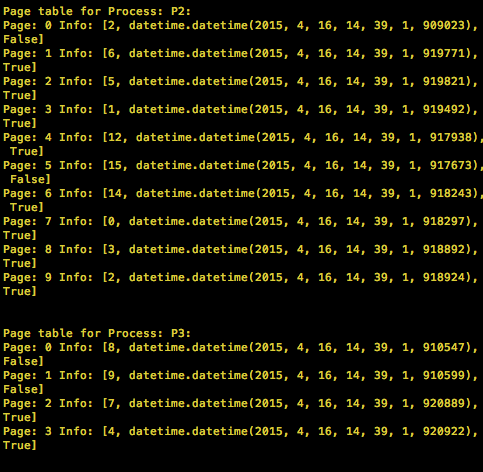 Page table for Process: P2:
Page: 0 Info: [2, datetime.datetime(2015, 4, 16, 14, 39, 1, 909023),
False]
Page: 1 Info: [6, datetime.datetime(2015, 4, 16, 14, 39, 1, 919771),
True]
Page: 2 Info: [5, datetime.datetime(2015, 4, 16, 14, 39, 1, 919821),
True]
Page: 3 Info: [1, datetime.datetime(2015, 4, 16, 14, 39, 1, 919492),
True]
Page: 4 Info: [12, datetime.datetime(2015, 4, 16, 14, 39, 1, 917938),
 True]
Page: 5 Info: [15, datetime.datetime(2015, 4, 16, 14, 39, 1, 917673),
 False]
Page: 6 Info: [14, datetime.datetime(2015, 4, 16, 14, 39, 1, 918243),
 True]
Page: 7 Info: [0, datetime.datetime(2015, 4, 16, 14, 39, 1, 918297),
True]
Page: 8 Info: [3, datetime.datetime(2015, 4, 16, 14, 39, 1, 918892),
True]
Page: 9 Info: [2, datetime.datetime(2015, 4, 16, 14, 39, 1, 918924),
True]
Page table for Process: P3:
Page: 0 Info: [8, datetime.datetime(2015, 4, 16, 14, 39, 1, 910547),
False]
Page: 1 Info: [9, datetime.datetime(2015, 4, 16, 14, 39, 1, 910599),
False]
Page: 2 Info: [7, datetime.datetime(2015, 4, 16, 14, 39, 1, 920889),
True]
Page: 3 Info: [4, datetime.datetime(2015, 4, 16, 14, 39, 1, 920922),
True]